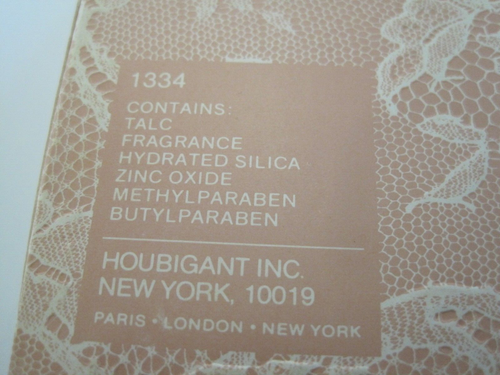 1334
CONTAINS:
TALC
FRAGRANCE
HYDRATED SILICA
ZINC OXIDE
METHYLPARABEN
BUTYLPARABEN
HOUBIGANT INC.
NEW YORK, 10019
PARIS • LONDON • NEW YORK